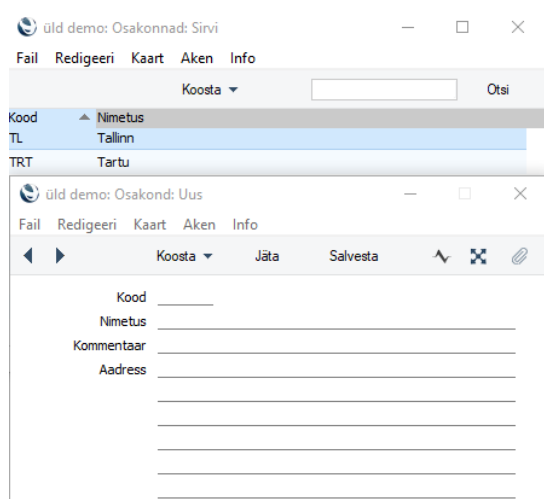 üld demo: Osakonnad: Sirvi
Fail Redigeeri Kaart Aken Info
Koosta Otsi
Kood Nimetus
TL Tallinn
TRT Tartu
üld demo: Osakond: Uus
Fail Redigeeri Kaart Aken Info
Koosta Jäta Salvesta
Kood
Nimetus
Kommentaar
Aadress